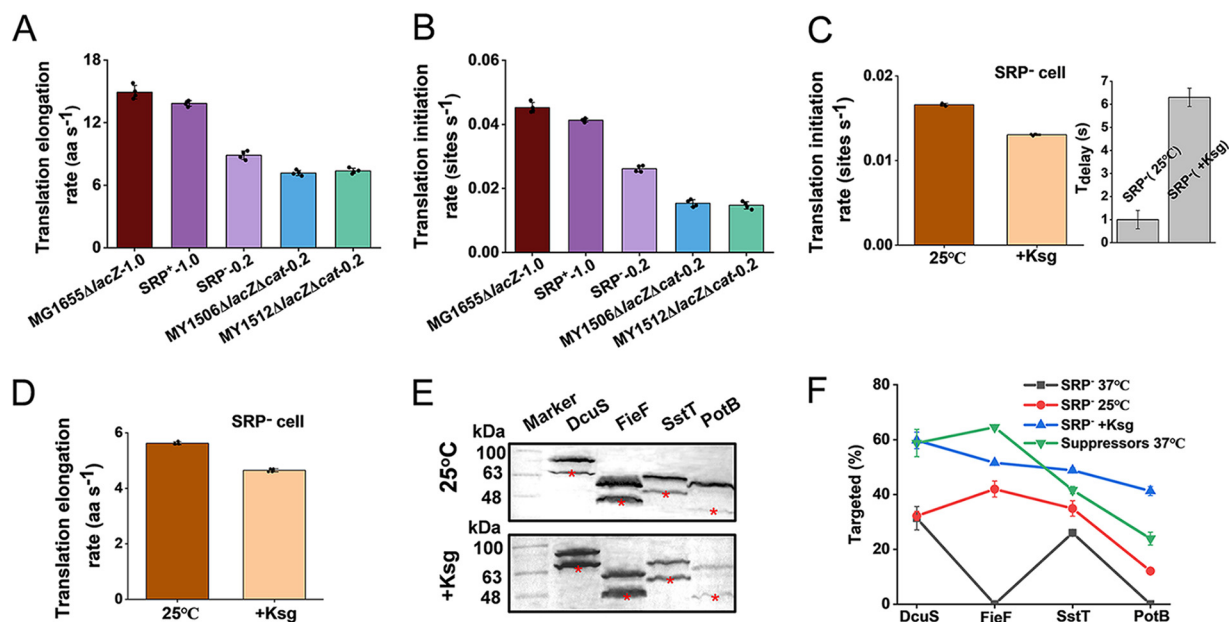 A
Translation elongation
rate (aa s⁻¹)
18
12
6
0
MG1655ΔlacZ-1.0
SRP⁺-1.0
SRP⁻-0.2
MY1506ΔlacZΔcat-0.2
MY1512ΔlacZΔcat-0.2
B
Translation initiation
rate (sites s⁻¹)
0.06
0.04
0.02
0.00
MG1655ΔlacZ-1.0
SRP⁺-1.0
SRP⁻-0.2
MY1506ΔlacZΔcat-0.2
MY1512ΔlacZΔcat-0.2
C
Translation initiation
rate (sites s⁻¹)
0.02
0.01
0.00
SRP⁻ cell
25℃
+Ksg
Tdelay (s)
7
6
5
4
3
2
1
0
SRP⁻( 25℃)
SRP⁻( +Ksg)
D
Translation elongation
rate (aa s⁻¹)
6
4
2
0
SRP⁻ cell
25℃
+Ksg
E
Marker
DcuS
FieF
SstT
PotB
kDa
25℃
100
63
48
* * * *
kDa
+Ksg
100
63
48
* * * *
F
Targeted (%)
80
60
40
20
0
SRP⁻ 37℃
SRP⁻ 25℃
SRP⁻ +Ksg
Suppressors 37℃
DcuS
FieF
SstT
PotB